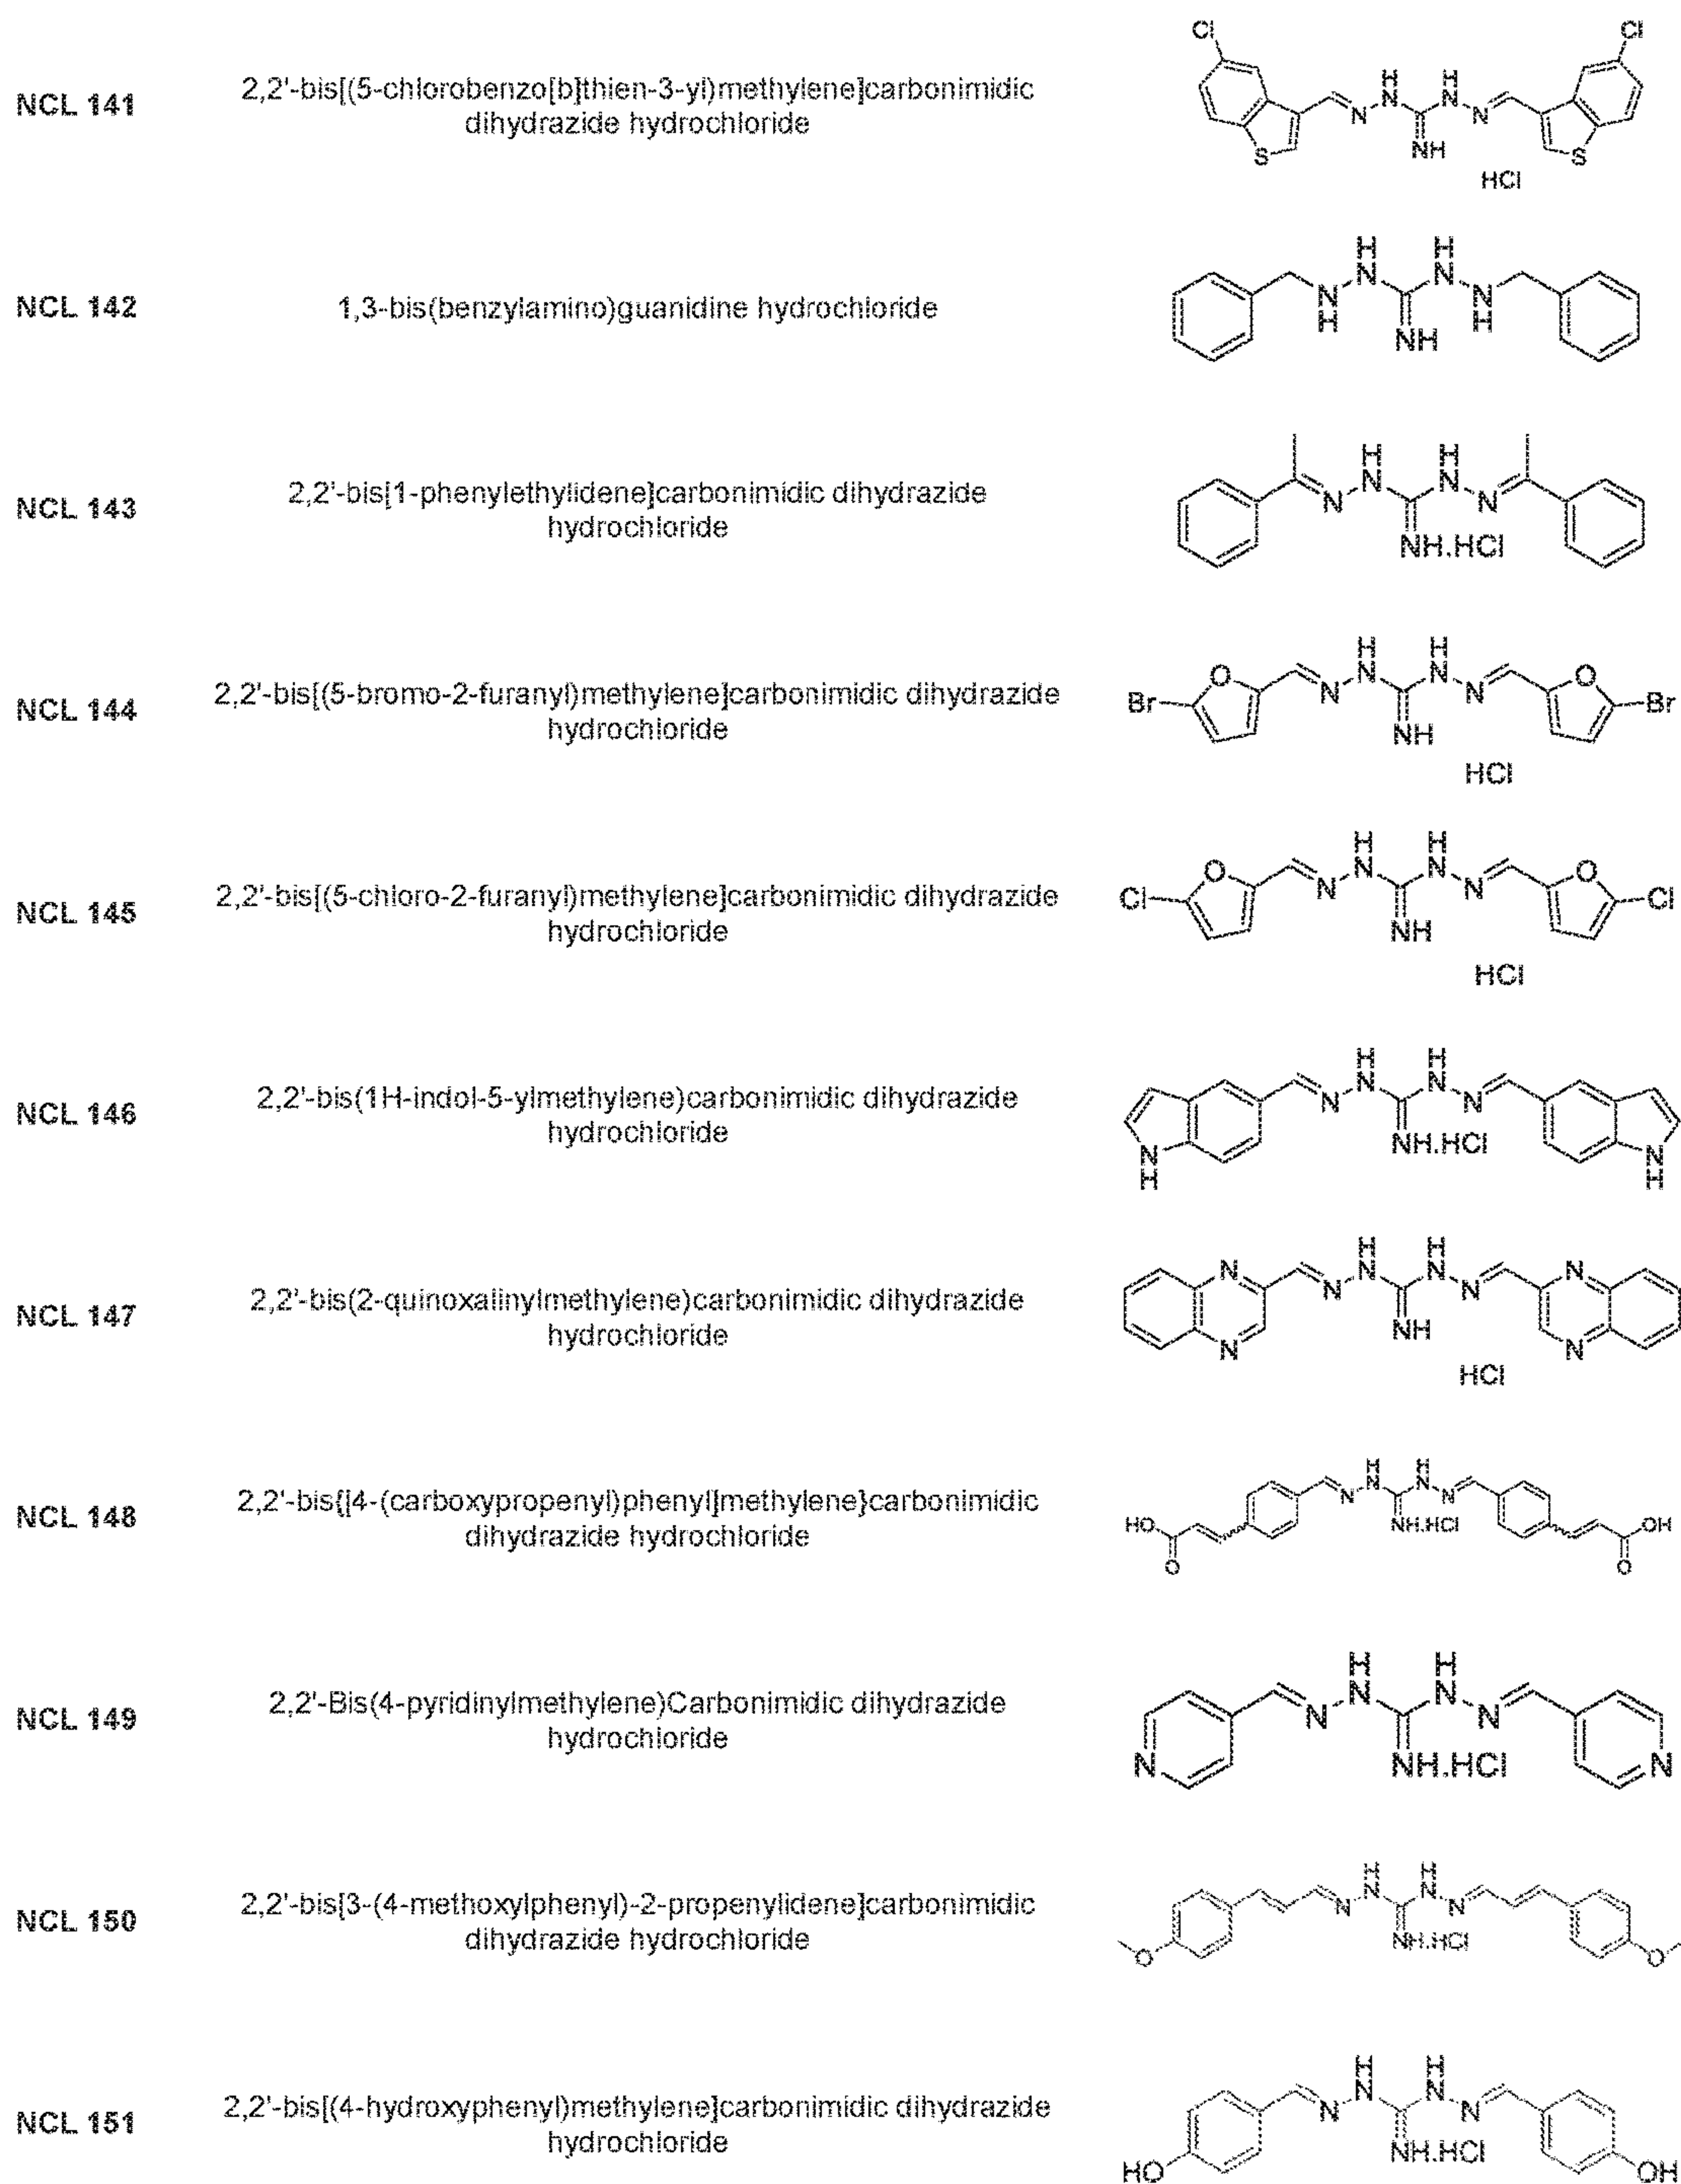 NCL 141
2,2'-bis[(5-chlorobenzo[b]thien-3-yl)methylene]carbonimidic
dihydrazide hydrochloride
Cl Cl
H H
N N
N N
NH
S S
HCl
NCL 142
1,3-bis(benzylamino)guanidine hydrochloride
H H
N N
N N
H H
NH
NCL 143
2,2'-bis[1-phenylethylidene]carbonimidic dihydrazide
hydrochloride
H H
N N
N N
NH.HCl
NCL 144
2,2'-bis[(5-bromo-2-furanyl)methylene]carbonimidic dihydrazide
hydrochloride
H H
O N N O
Br N N Br
NH
HCl
NCL 145
2,2'-bis[(5-chloro-2-furanyl)methylene]carbonimidic dihydrazide
hydrochloride
H H
O N N O
Cl N N Cl
NH
HCl
NCL 146
2,2'-bis(1H-indol-5-ylmethylene)carbonimidic dihydrazide
hydrochloride
H H
N N
N N
NH.HCl
N N
H H
NCL 147
2,2'-bis(2-quinoxalinylmethylene)carbonimidic dihydrazide
hydrochloride
H H
N N N N
N N
NH
N N
HCl
NCL 148
2,2'-bis{[4-(carboxypropenyl)phenyl]methylene}carbonimidic
dihydrazide hydrochloride
H H
N N
N N
HO NH.HCl OH
O O
NCL 149
2,2'-Bis(4-pyridinylmethylene)Carbonimidic dihydrazide
hydrochloride
H H
N N
N N
N NH.HCl N
NCL 150
2,2'-bis[3-(4-methoxylphenyl)-2-propenylidene]carbonimidic
dihydrazide hydrochloride
H H
N N
N N
NH.HCl
O O
NCL 151
2,2'-bis[(4-hydroxyphenyl)methylene]carbonimidic dihydrazide
hydrochloride
H H
N N
N N
NH.HCl
HO OH